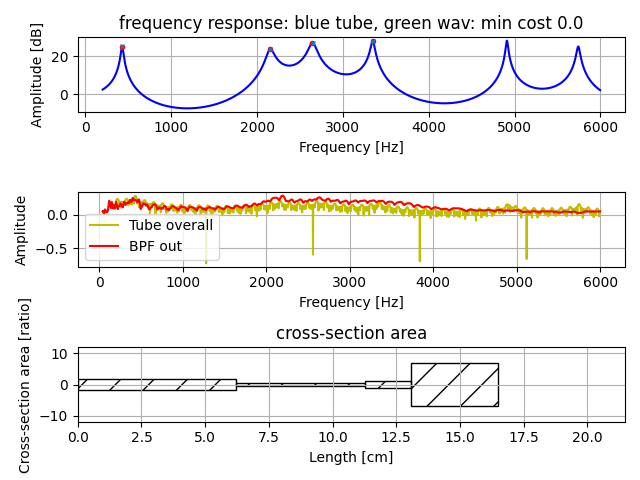 frequency response: blue tube, green wav: min cost 0.0
Amplitude [dB]
20
0
0 1000 2000 3000 4000 5000 6000
Frequency [Hz]
Amplitude
0.0
−0.5
Tube overall
BPF out
0 1000 2000 3000 4000 5000 6000
Frequency [Hz]
cross-section area
Cross-section area [ratio]
10
0
−10
0.0 2.5 5.0 7.5 10.0 12.5 15.0 17.5 20.0
Length [cm]